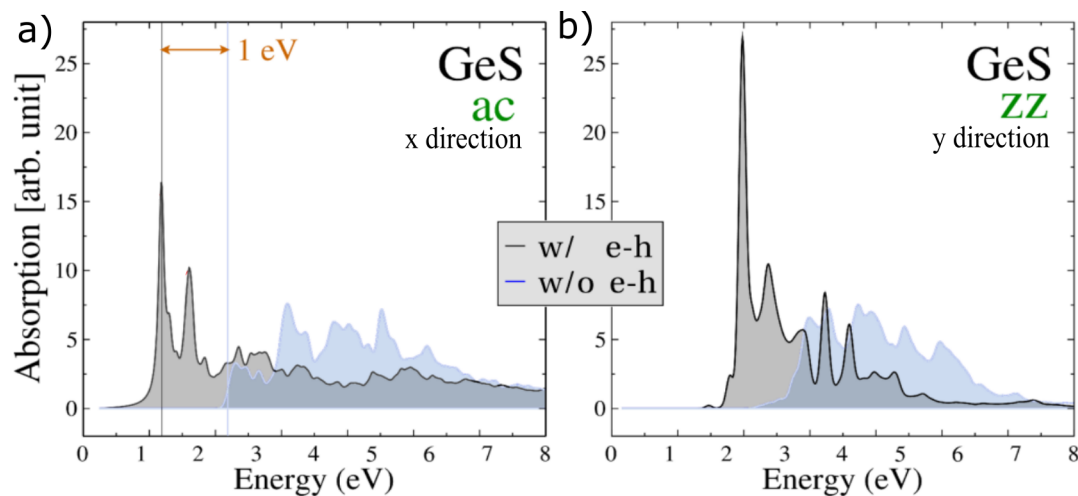 a)
1 eV
GeS
ac
x direction
Absorption [arb. unit]
25
20
15
10
5
0
0 1 2 3 4 5 6 7 8
Energy (eV)
w/ e-h
w/o e-h
b)
GeS
zz
y direction
25
20
15
10
5
0
0 1 2 3 4 5 6 7 8
Energy (eV)